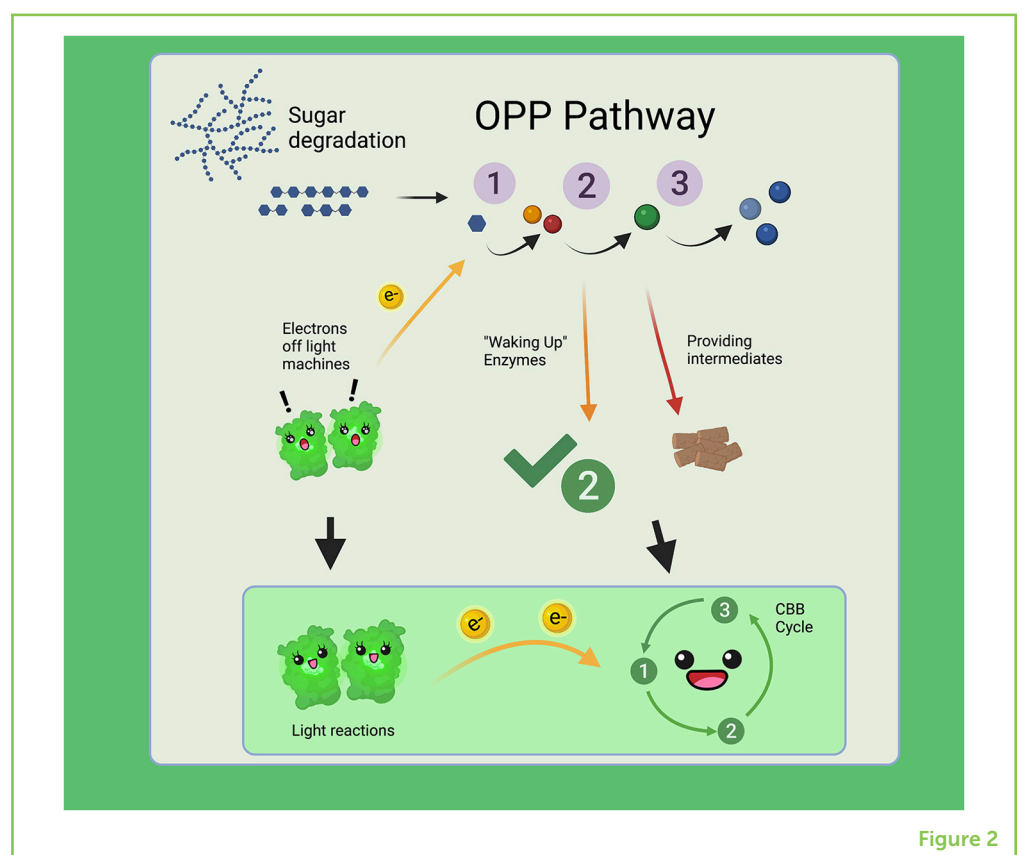 Sugar
degradation
OPP Pathway
1
2
3
e-
Electrons
off light
machines
! !
"Waking Up"
Enzymes
Providing
intermediates
2
e-
e-
3
CBB
Cycle
1
2
Light reactions
Figure 2